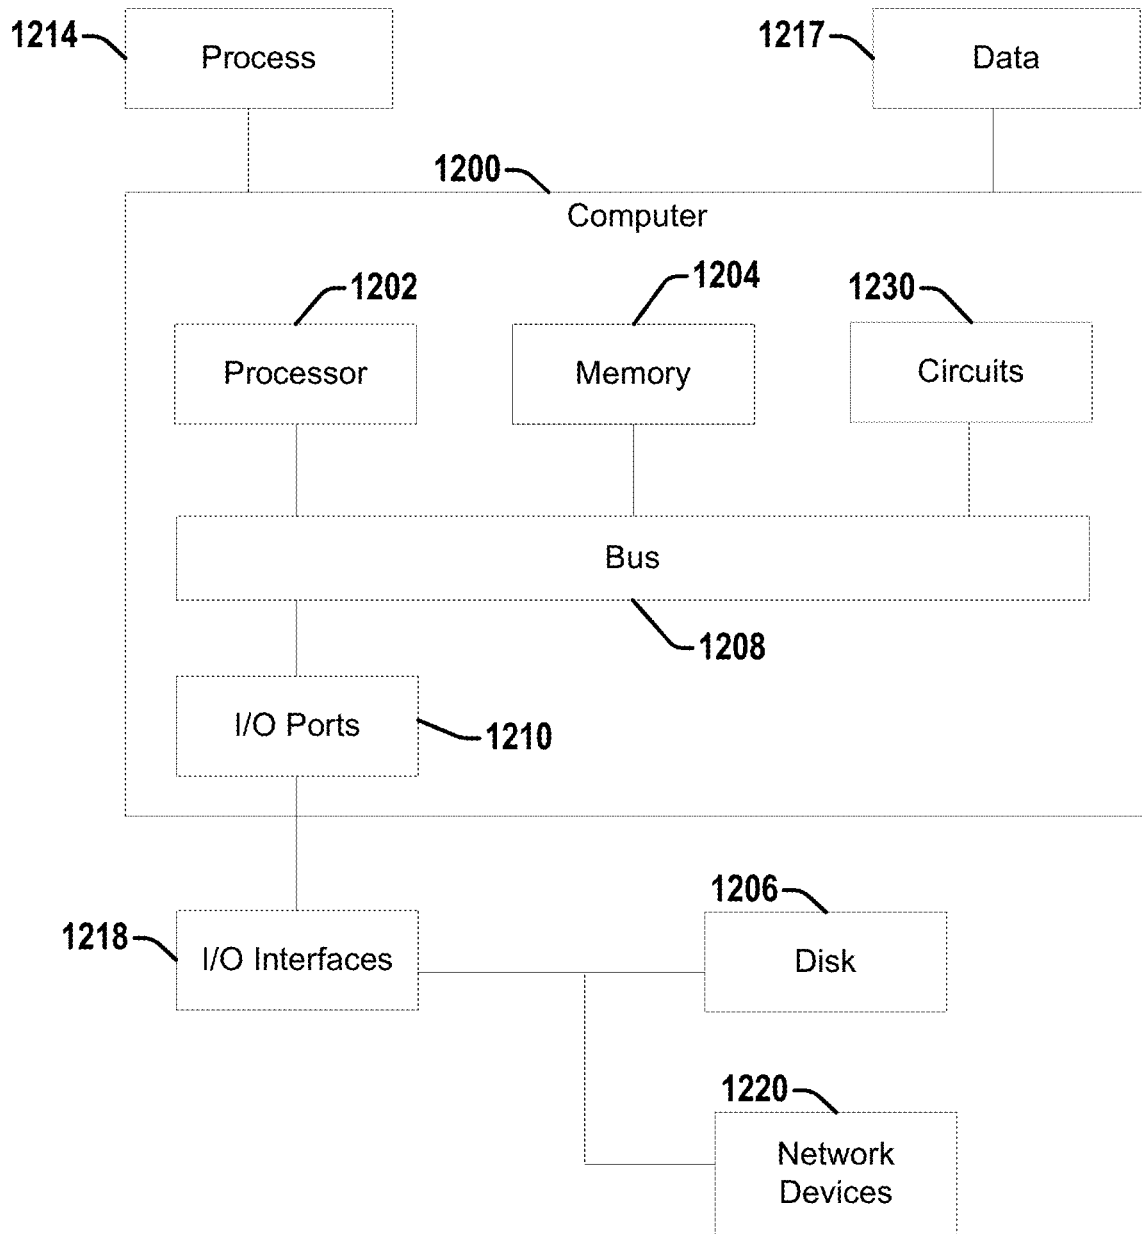 1214
Process
1217
Data
1200
Computer
1202
Processor
1204
Memory
1230
Circuits
Bus
1208
I/O Ports
1210
1218
I/O Interfaces
1206
Disk
1220
Network
Devices